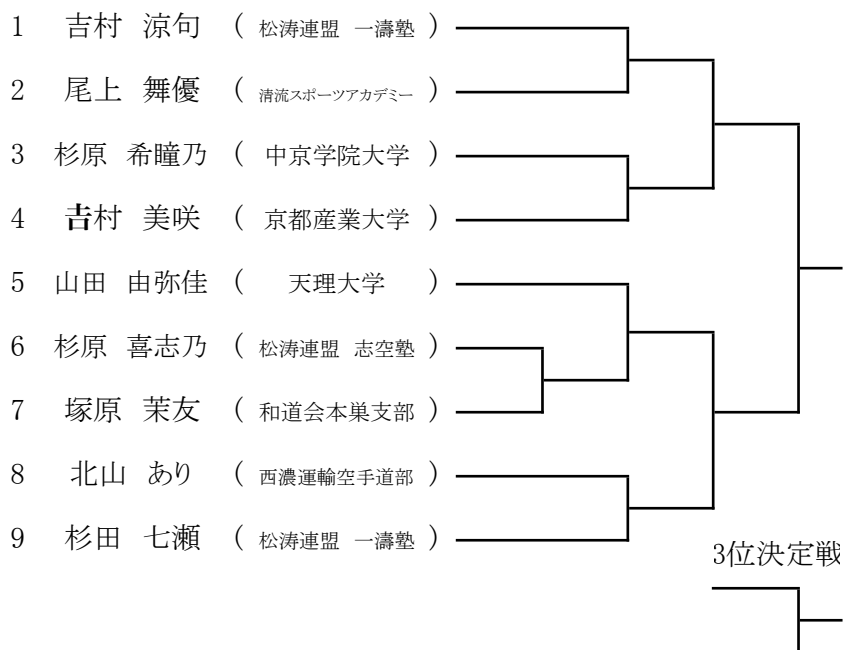 1 吉村 涼句 ( 松涛連盟 一濤塾 )
2 尾上 舞優 ( 清流スポーツアカデミー )
3 杉原 希瞳乃 ( 中京学院大学 )
4 𠮷村 美咲 ( 京都産業大学 )
5 山田 由弥佳 ( 天理大学 )
6 杉原 喜志乃 ( 松涛連盟 志空塾 )
7 塚原 茉友 ( 和道会本巣支部 )
8 北山 あり ( 西濃運輸空手道部 )
9 杉田 七瀬 ( 松涛連盟 一濤塾 )
3位決定戦